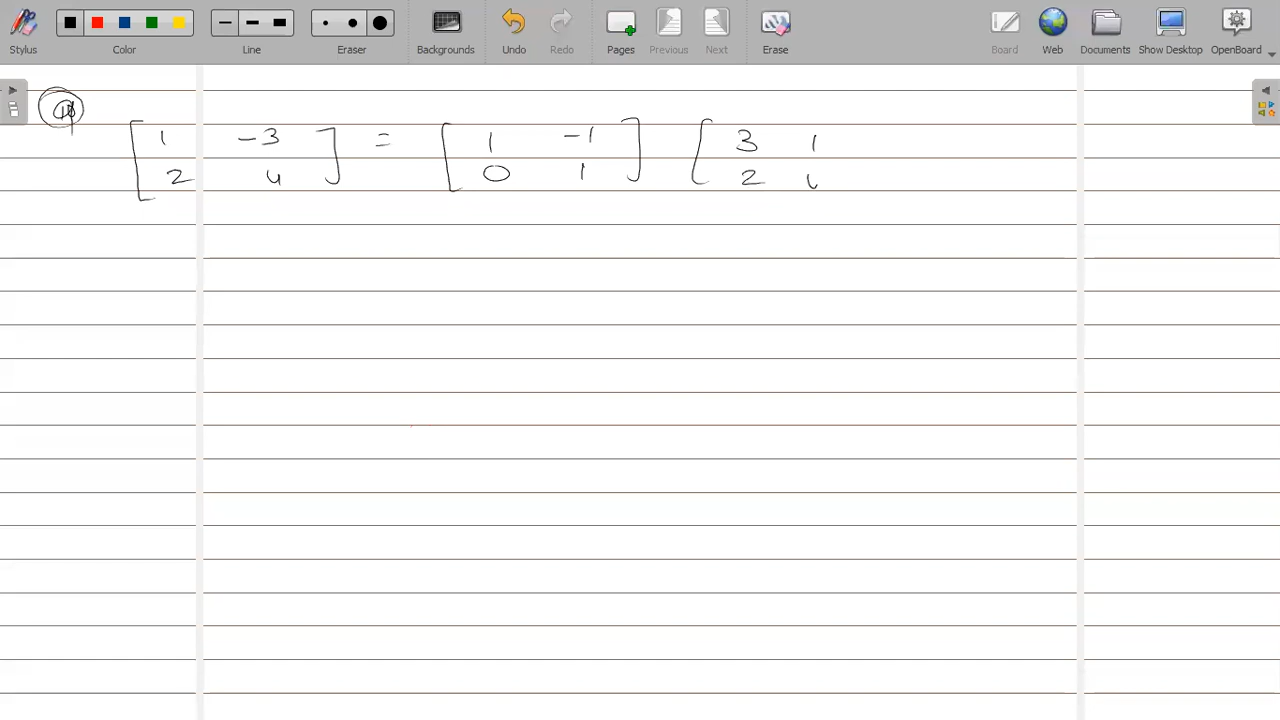 Stylus Color Line Eraser Backgrounds Undo Redo Pages Previous Next Erase Board Web Documents Show Desktop OpenBoard
1 -3 = 1 -1 3 1
2 4 0 1 2